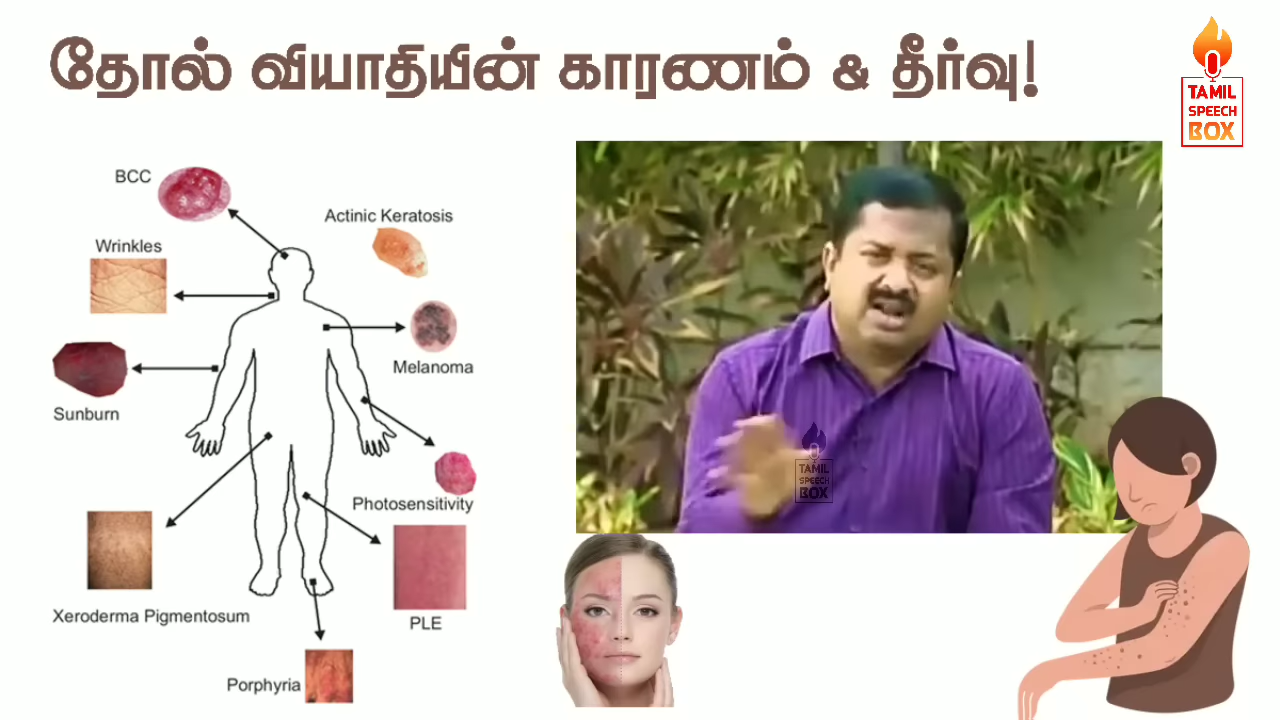 தோல் வியாதியின் காரணம் & தீர்வு!
TAMIL
SPEECH
BOX
BCC
Actinic Keratosis
Wrinkles
Melanoma
Sunburn
Photosensitivity
Xeroderma Pigmentosum
PLE
Porphyria
TAMIL
SPEECH
BOX